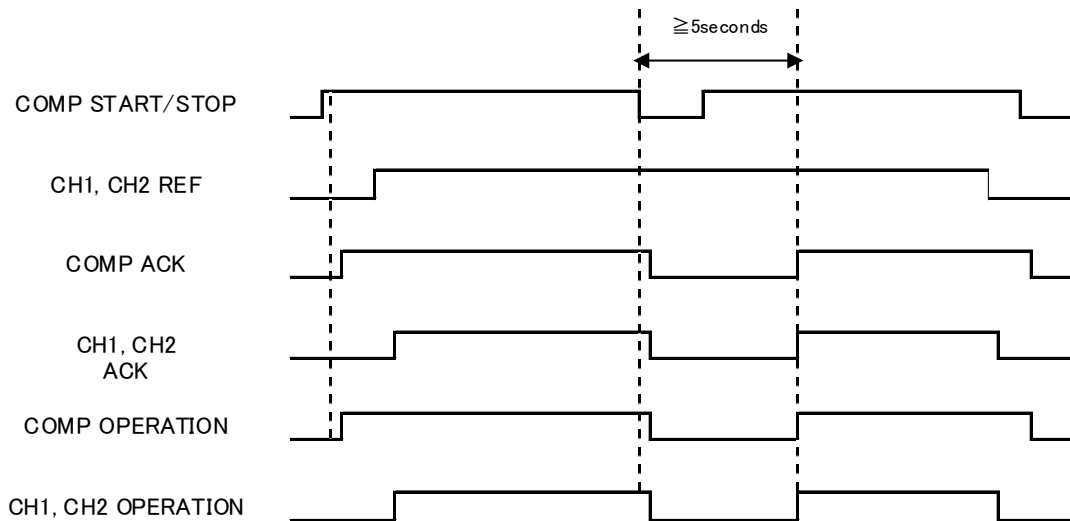 ≧5seconds
COMP START/STOP
CH1, CH2 REF
COMP ACK
CH1, CH2
ACK
COMP OPERATION
CH1, CH2 OPERATION